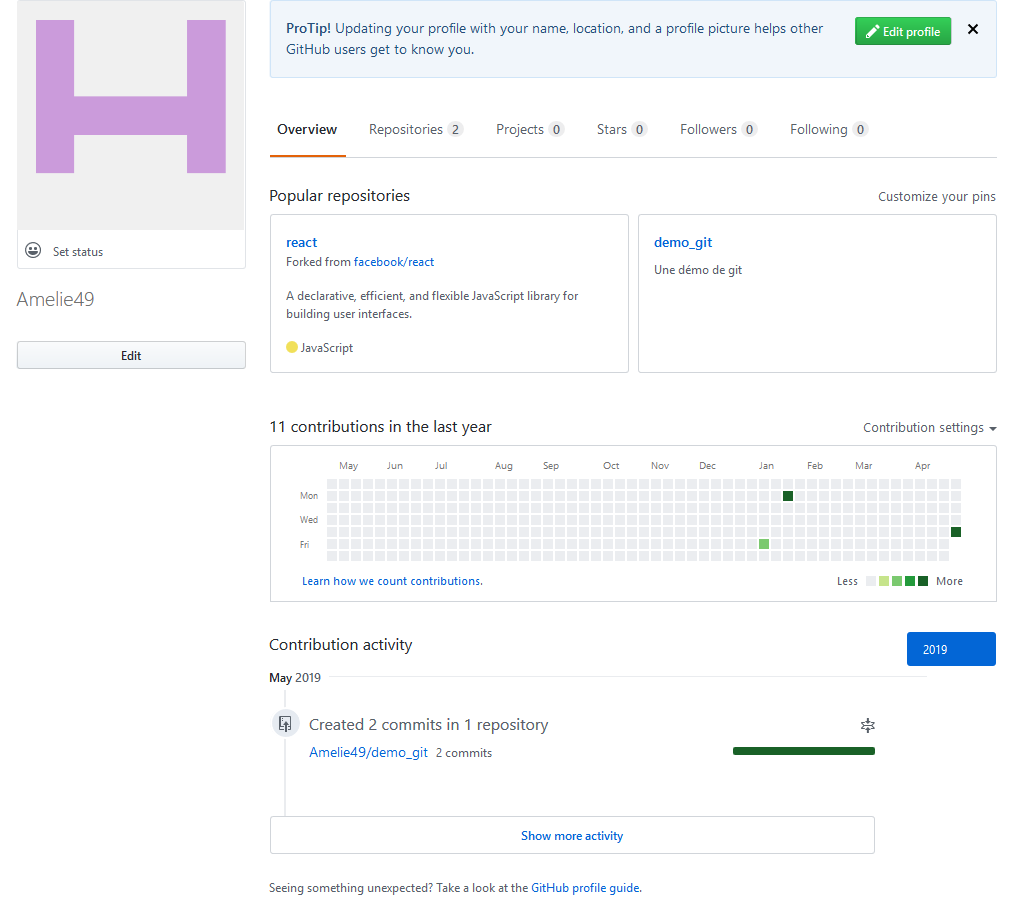 ProTip! Updating your profile with your name, location, and a profile picture helps other
GitHub users get to know you.
Edit profile
Set status
Amelie49
Edit
Overview Repositories 2 Projects 0 Stars 0 Followers 0 Following 0
Popular repositories Customize your pins
react
Forked from facebook/react
A declarative, efficient, and flexible JavaScript library for
building user interfaces.
JavaScript
demo_git
Une démo de git
11 contributions in the last year Contribution settings
May Jun Jul Aug Sep Oct Nov Dec Jan Feb Mar Apr
Mon
Wed
Fri
Learn how we count contributions. Less More
Contribution activity
2019
May 2019
Created 2 commits in 1 repository
Amelie49/demo_git 2 commits
Show more activity
Seeing something unexpected? Take a look at the GitHub profile guide.